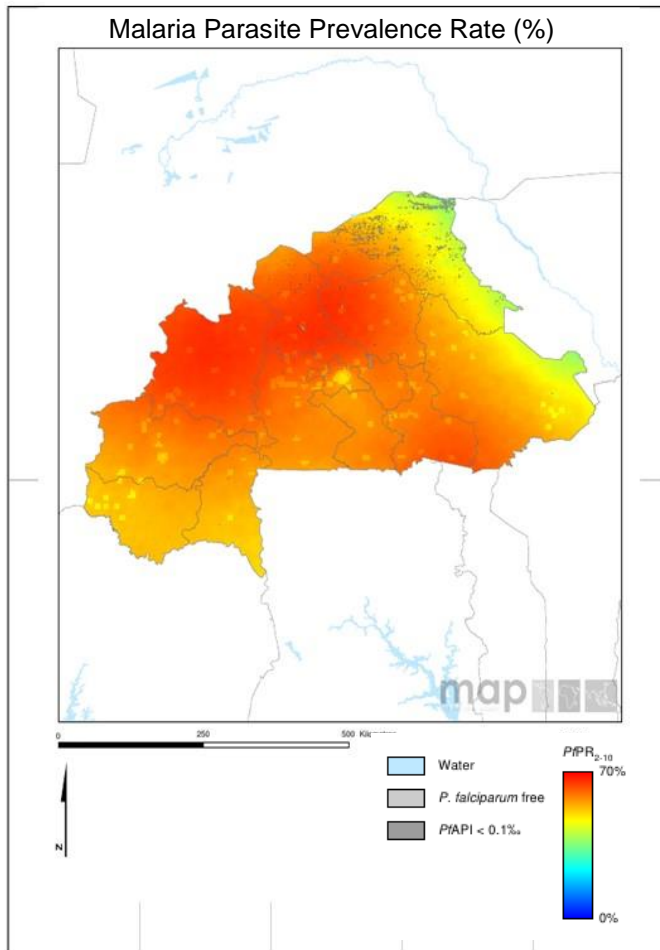 Malaria Parasite Prevalence Rate (%)
map
0 250 500
Water
P. falciparum free
PfAPI < 0.1‰
PfPR2-10
70%
0%
N